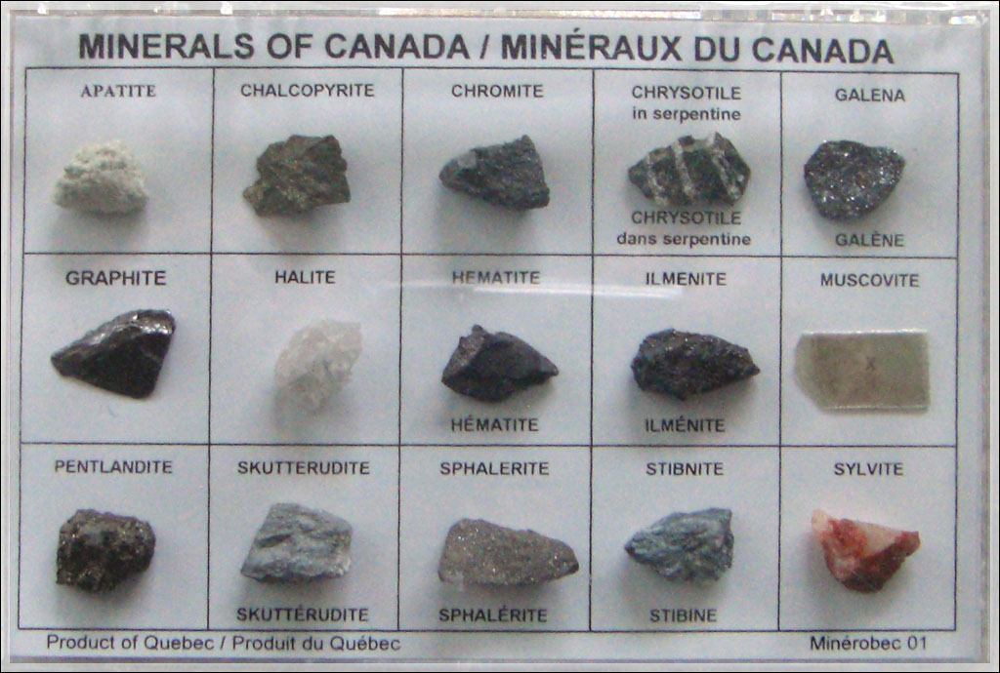 MINERALS OF CANADA / MINÉRAUX DU CANADA
APATITE
CHALCOPYRITE
CHROMITE
CHRYSOTILE
in serpentine
CHRYSOTILE
dans serpentine
GALENA
GALÈNE
GRAPHITE
HALITE
HEMATITE
HÉMATITE
ILMENITE
ILMÉNITE
MUSCOVITE
X
PENTLANDITE
SKUTTERUDITE
SKUTTÉRUDITE
SPHALERITE
SPHALÉRITE
STIBNITE
STIBINE
SYLVITE
Product of Quebec / Produit du Québec
Minérobec 01